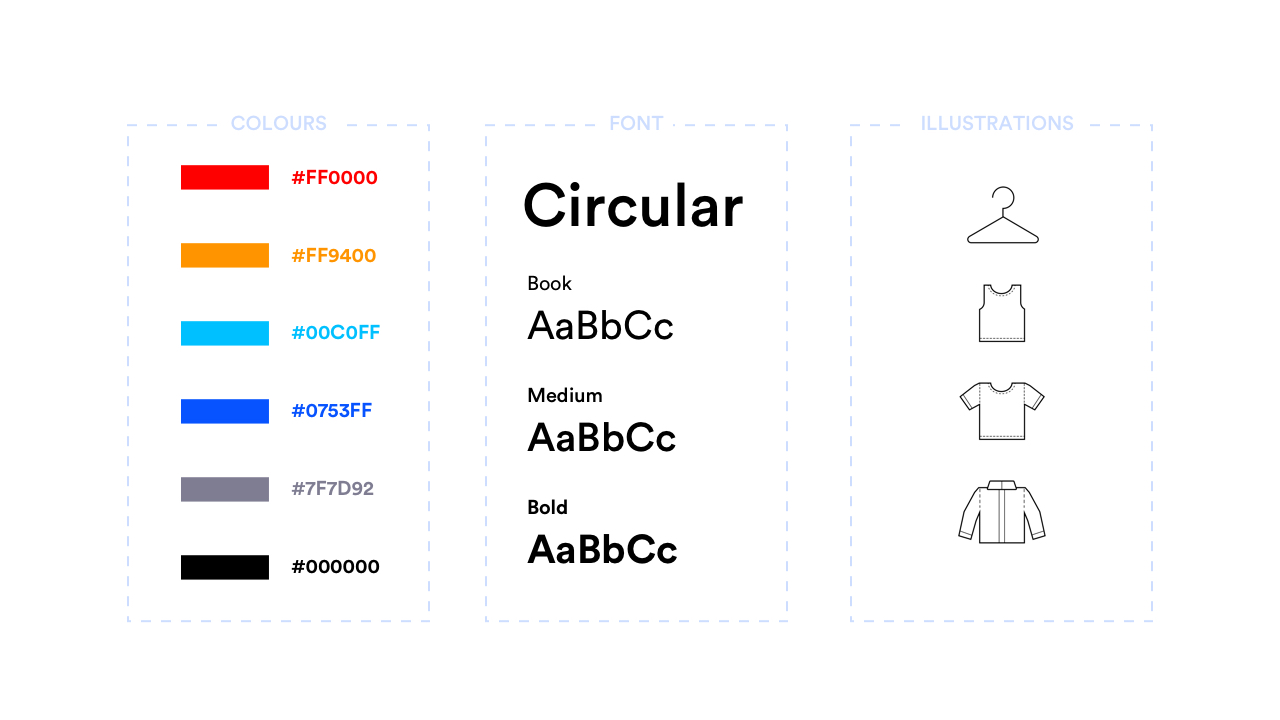 COLOURS
#FF0000
#FF9400
#00C0FF
#0753FF
#7F7D92
#000000
FONT
Circular
Book
AaBbCc
Medium
AaBbCc
Bold
AaBbCc
ILLUSTRATIONS